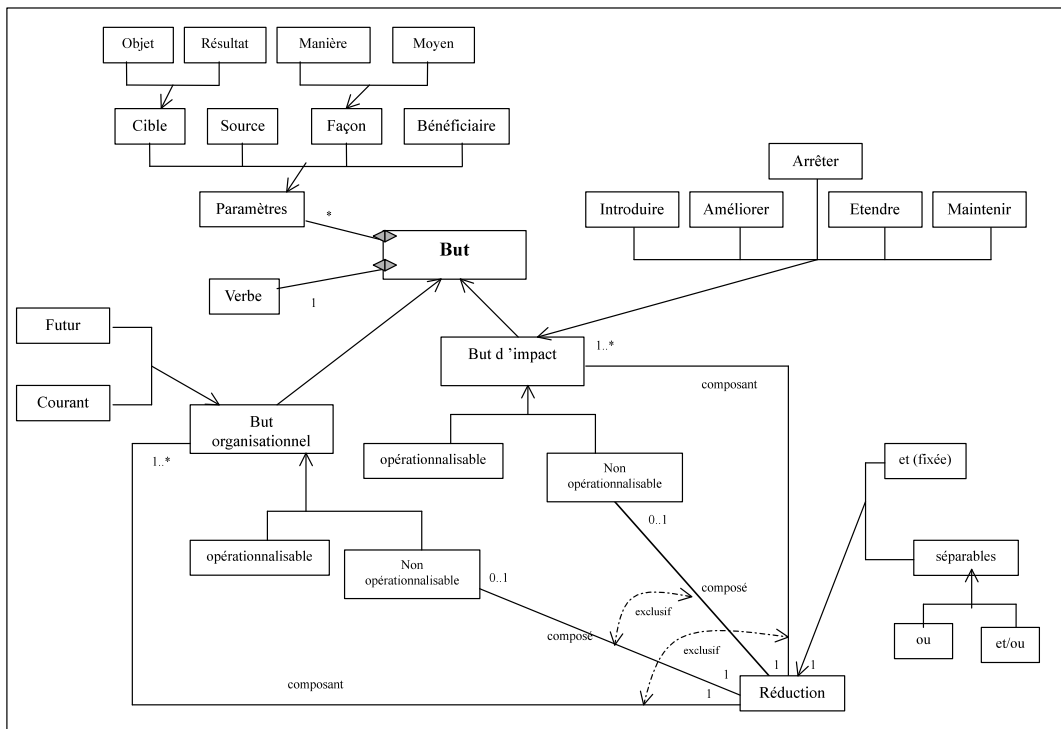 Objet
Résultat
Manière
Moyen
Cible
Source
Façon
Bénéficiaire
Arrêter
Paramètres
*
Introduire
Améliorer
Etendre
Maintenir
But
Verbe
1
Futur
But d ’impact
1..*
composant
Courant
But
organisationnel
1..*
opérationnalisable
Non
opérationnalisable
et (fixée)
0..1
opérationnalisable
Non
opérationnalisable
0..1
séparables
composé
exclusif
composé
ou
et/ou
exclusif
1
1
1
composant
1
Réduction